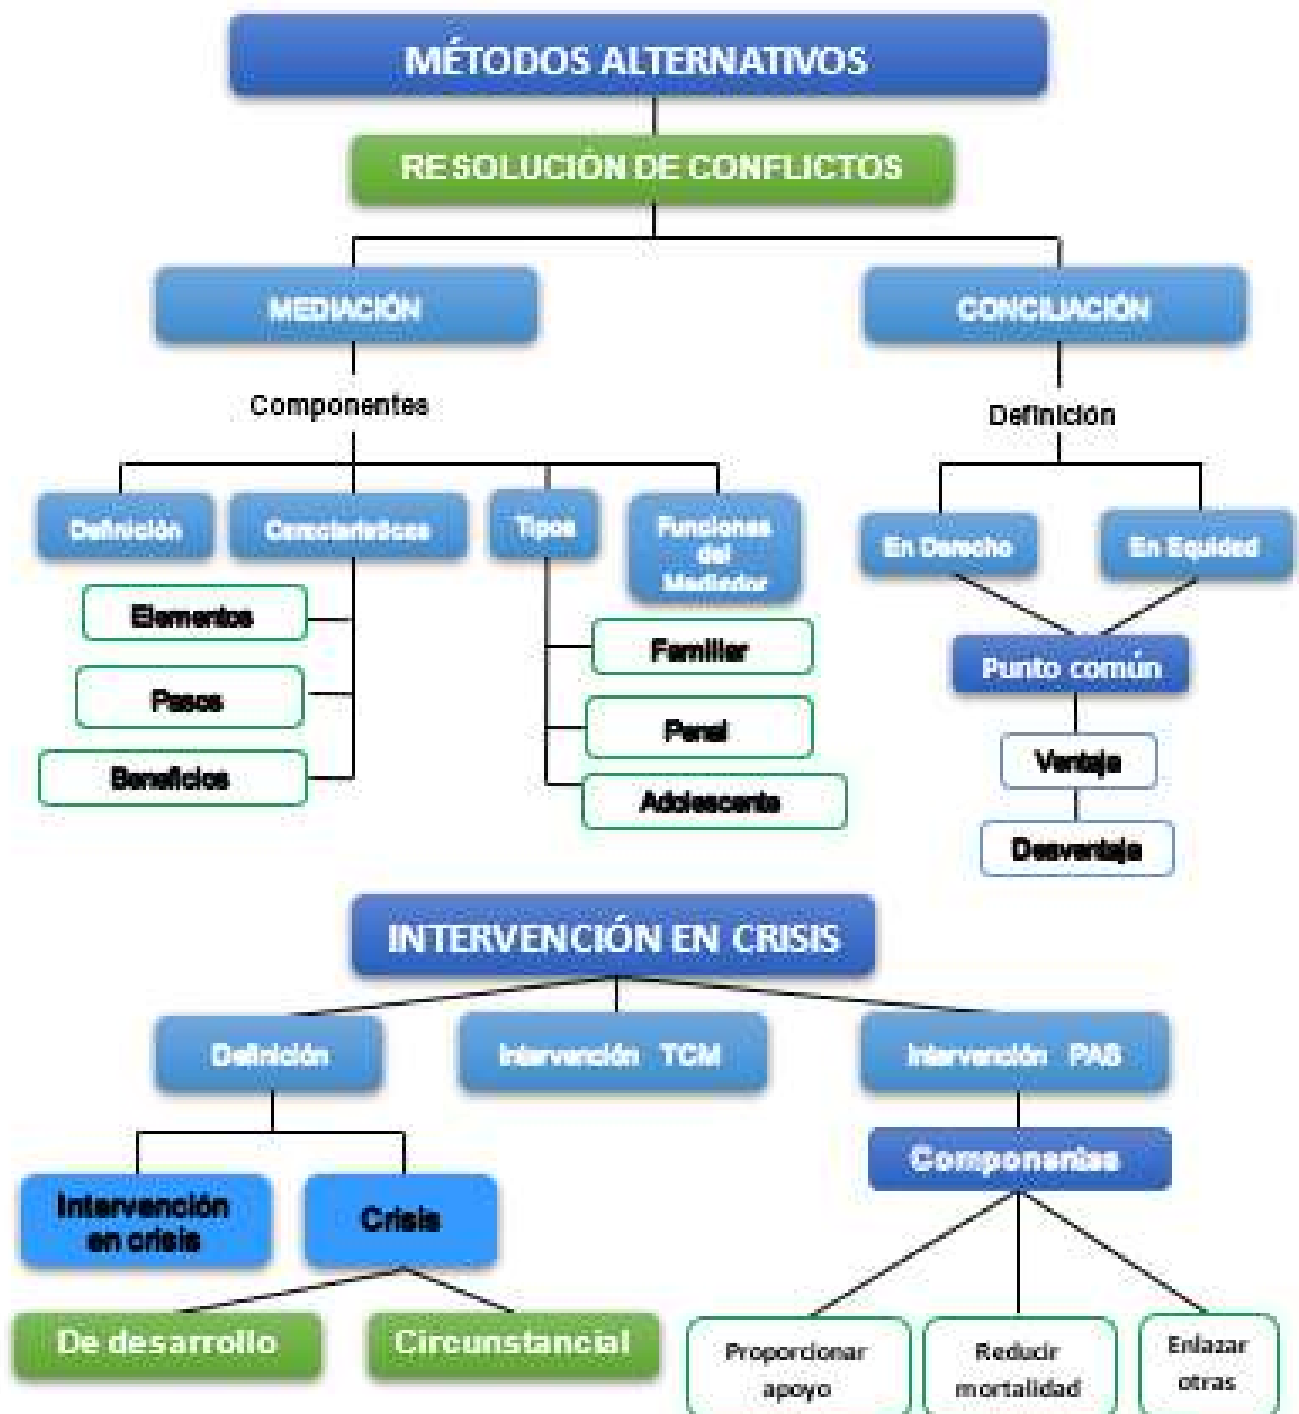 MÉTODOS ALTERNATIVOS
RESOLUCIÓN DE CONFLICTOS
MEDIACIÓN
CONCILIACIÓN
Componentes
Definición
Definición
Características
Tipos
Funciones
del
Mediador
En Derecho
En Equidad
Elementos
Pasos
Beneficios
Familiar
Penal
Adolescente
Punto común
Ventaja
Desventaja
INTERVENCIÓN EN CRISIS
Definición
Intervención TCM
Intervención PAB
Componentes
Intervención
en crisis
Crisis
De desarrollo
Circunstancial
Proporcionar
apoyo
Reducir
mortalidad
Enlazar
otras